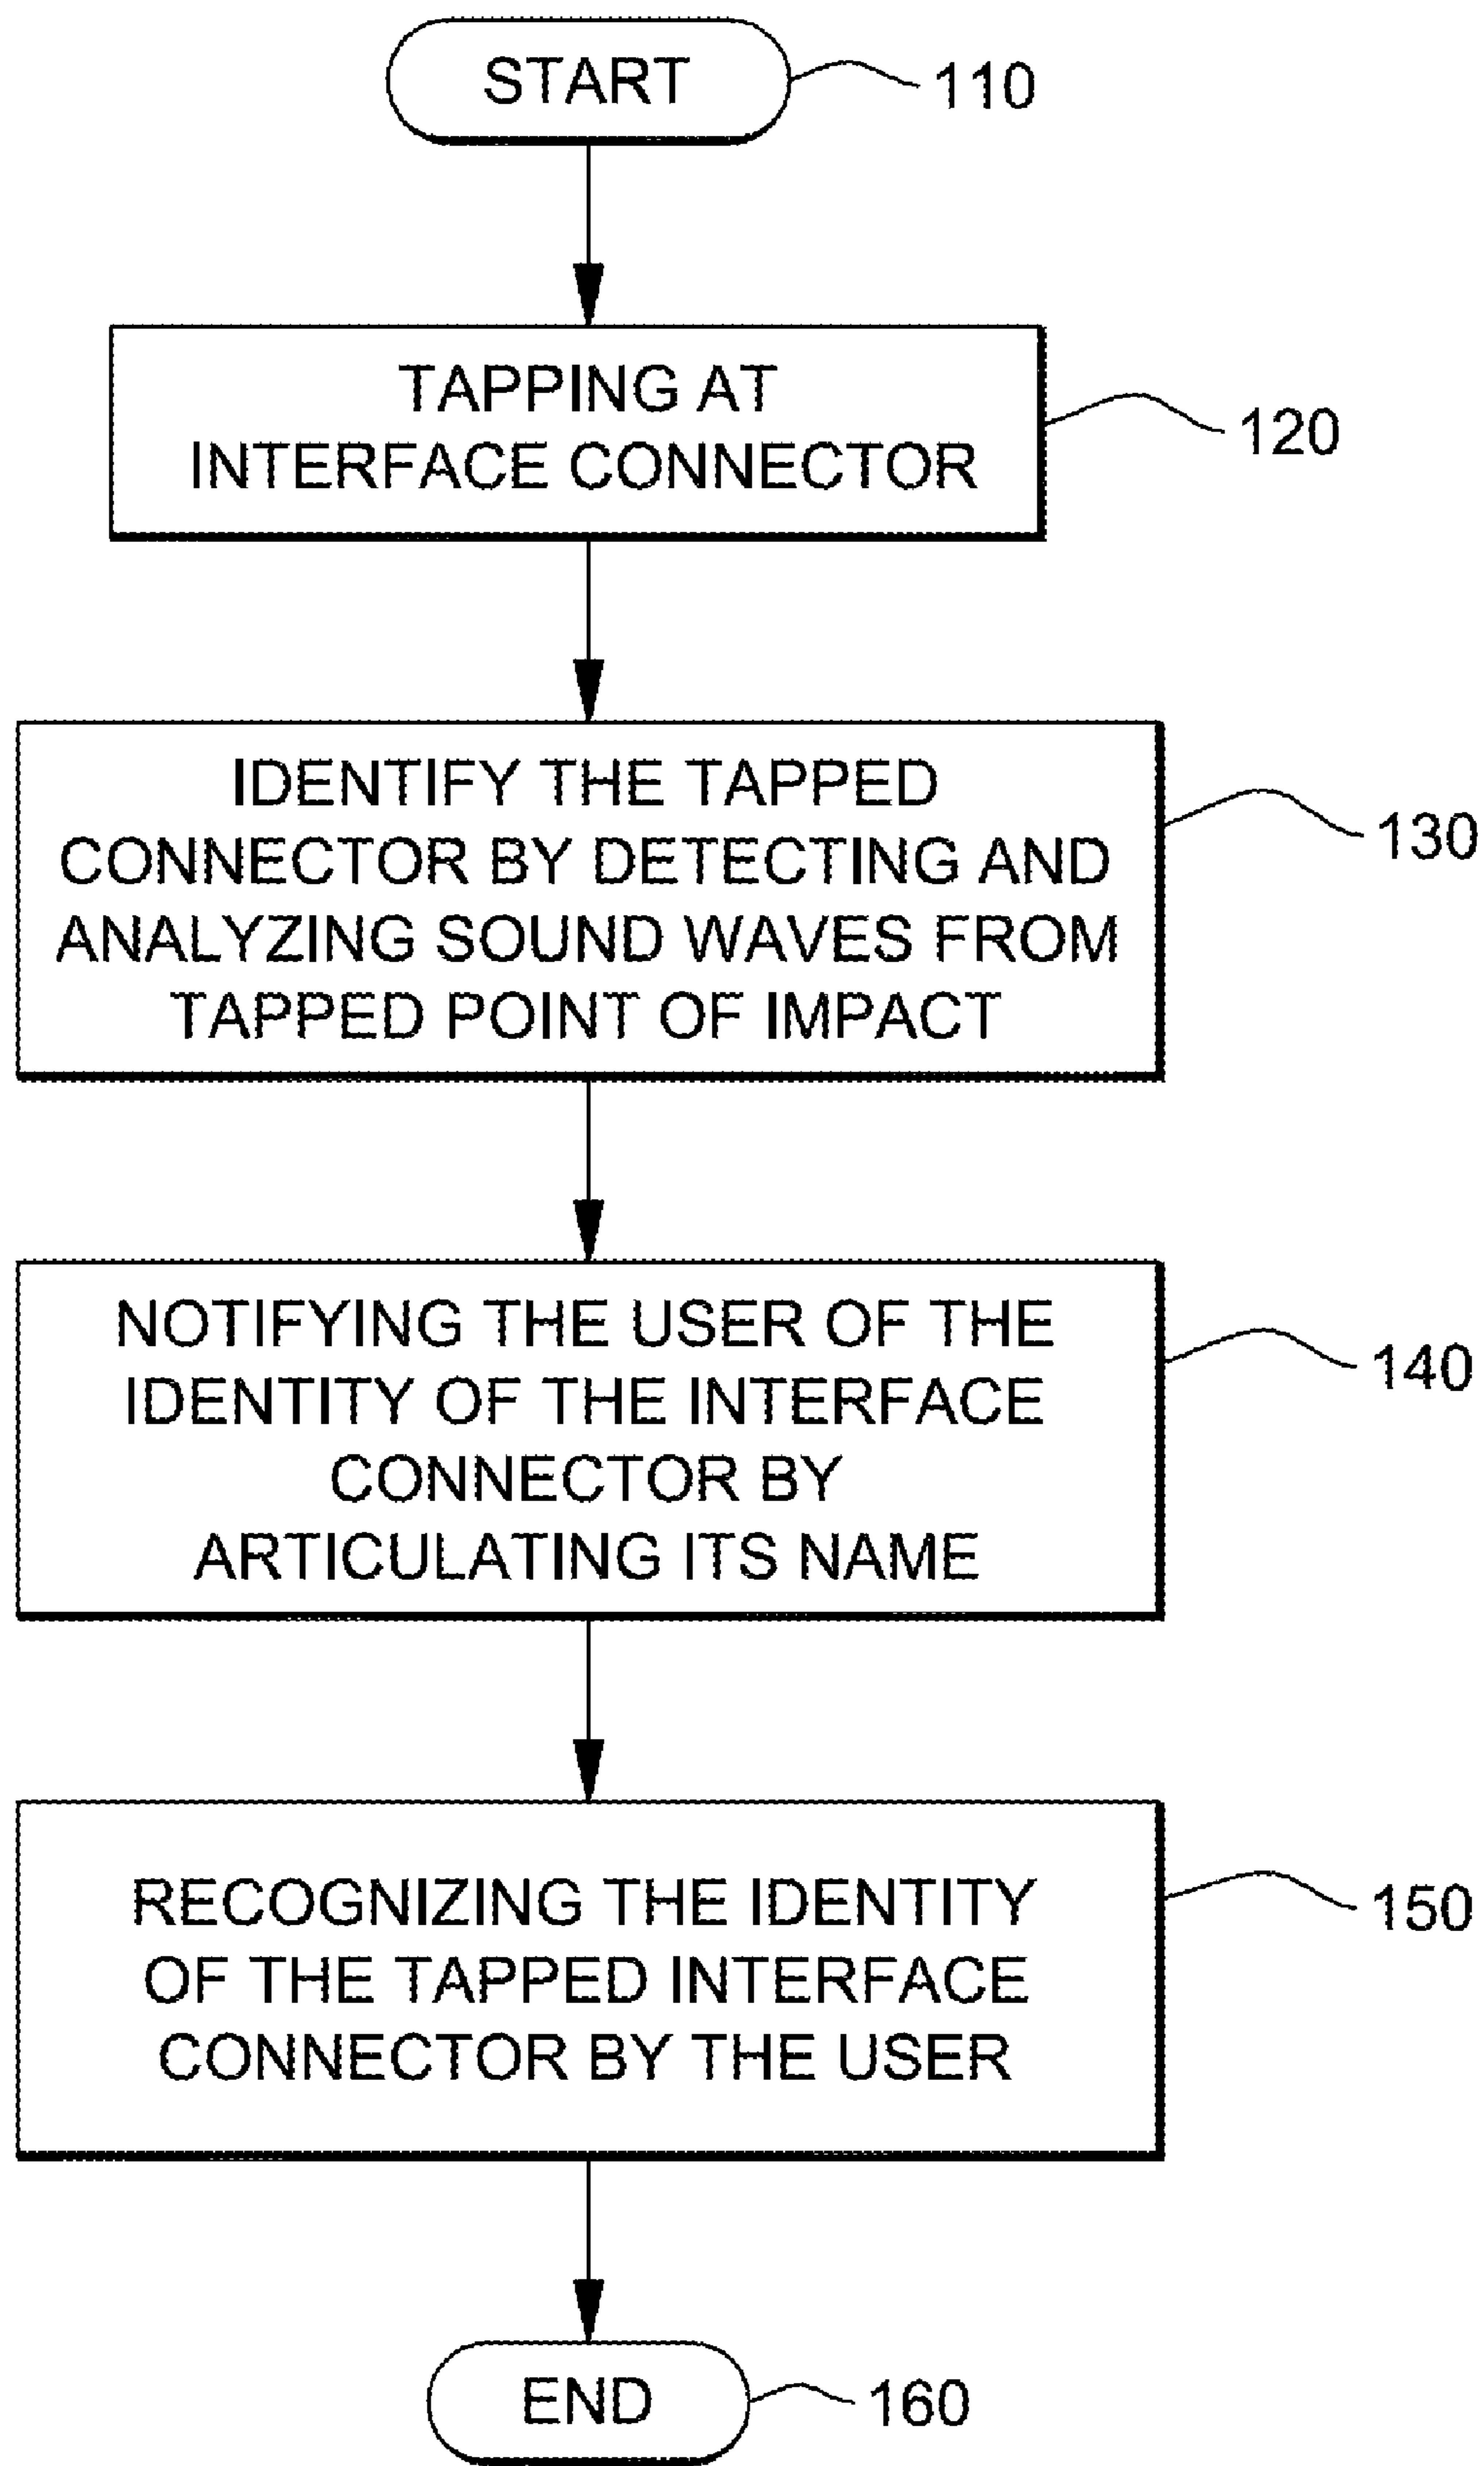 START
110
TAPPING AT
INTERFACE CONNECTOR
120
IDENTIFY THE TAPPED
CONNECTOR BY DETECTING AND
ANALYZING SOUND WAVES FROM
TAPPED POINT OF IMPACT
130
NOTIFYING THE USER OF THE
IDENTITY OF THE INTERFACE
CONNECTOR BY
ARTICULATING ITS NAME
140
RECOGNIZING THE IDENTITY
OF THE TAPPED INTERFACE
CONNECTOR BY THE USER
150
END
160